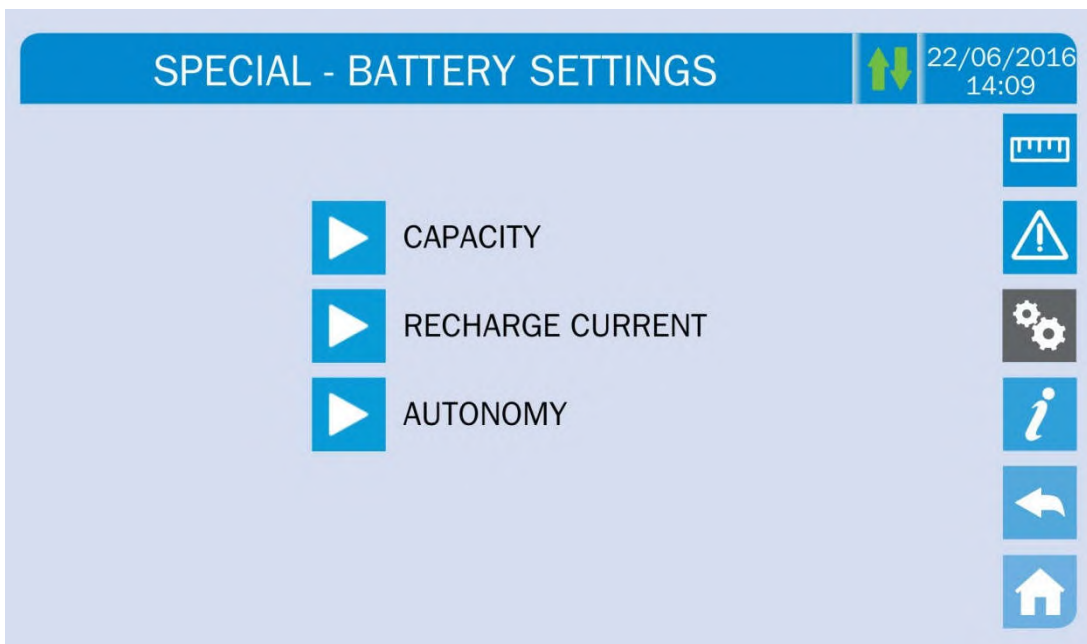 SPECIAL - BATTERY SETTINGS
22/06/2016
14:09
CAPACITY
RECHARGE CURRENT
AUTONOMY